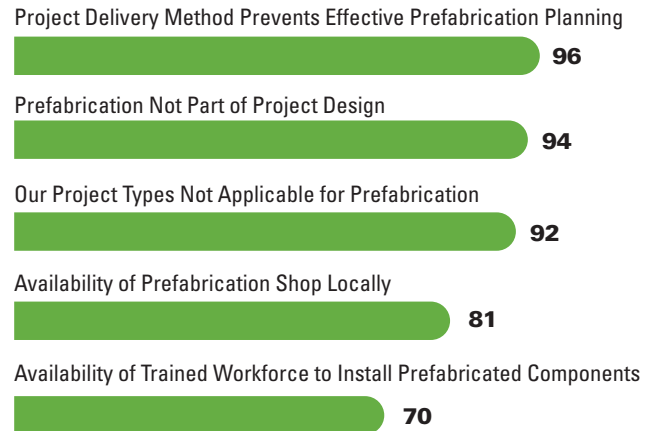 Project Delivery Method Prevents Effective Prefabrication Planning
96
Prefabrication Not Part of Project Design
94
Our Project Types Not Applicable for Prefabrication
92
Availability of Prefabrication Shop Locally
81
Availability of Trained Workforce to Install Prefabricated Components
70